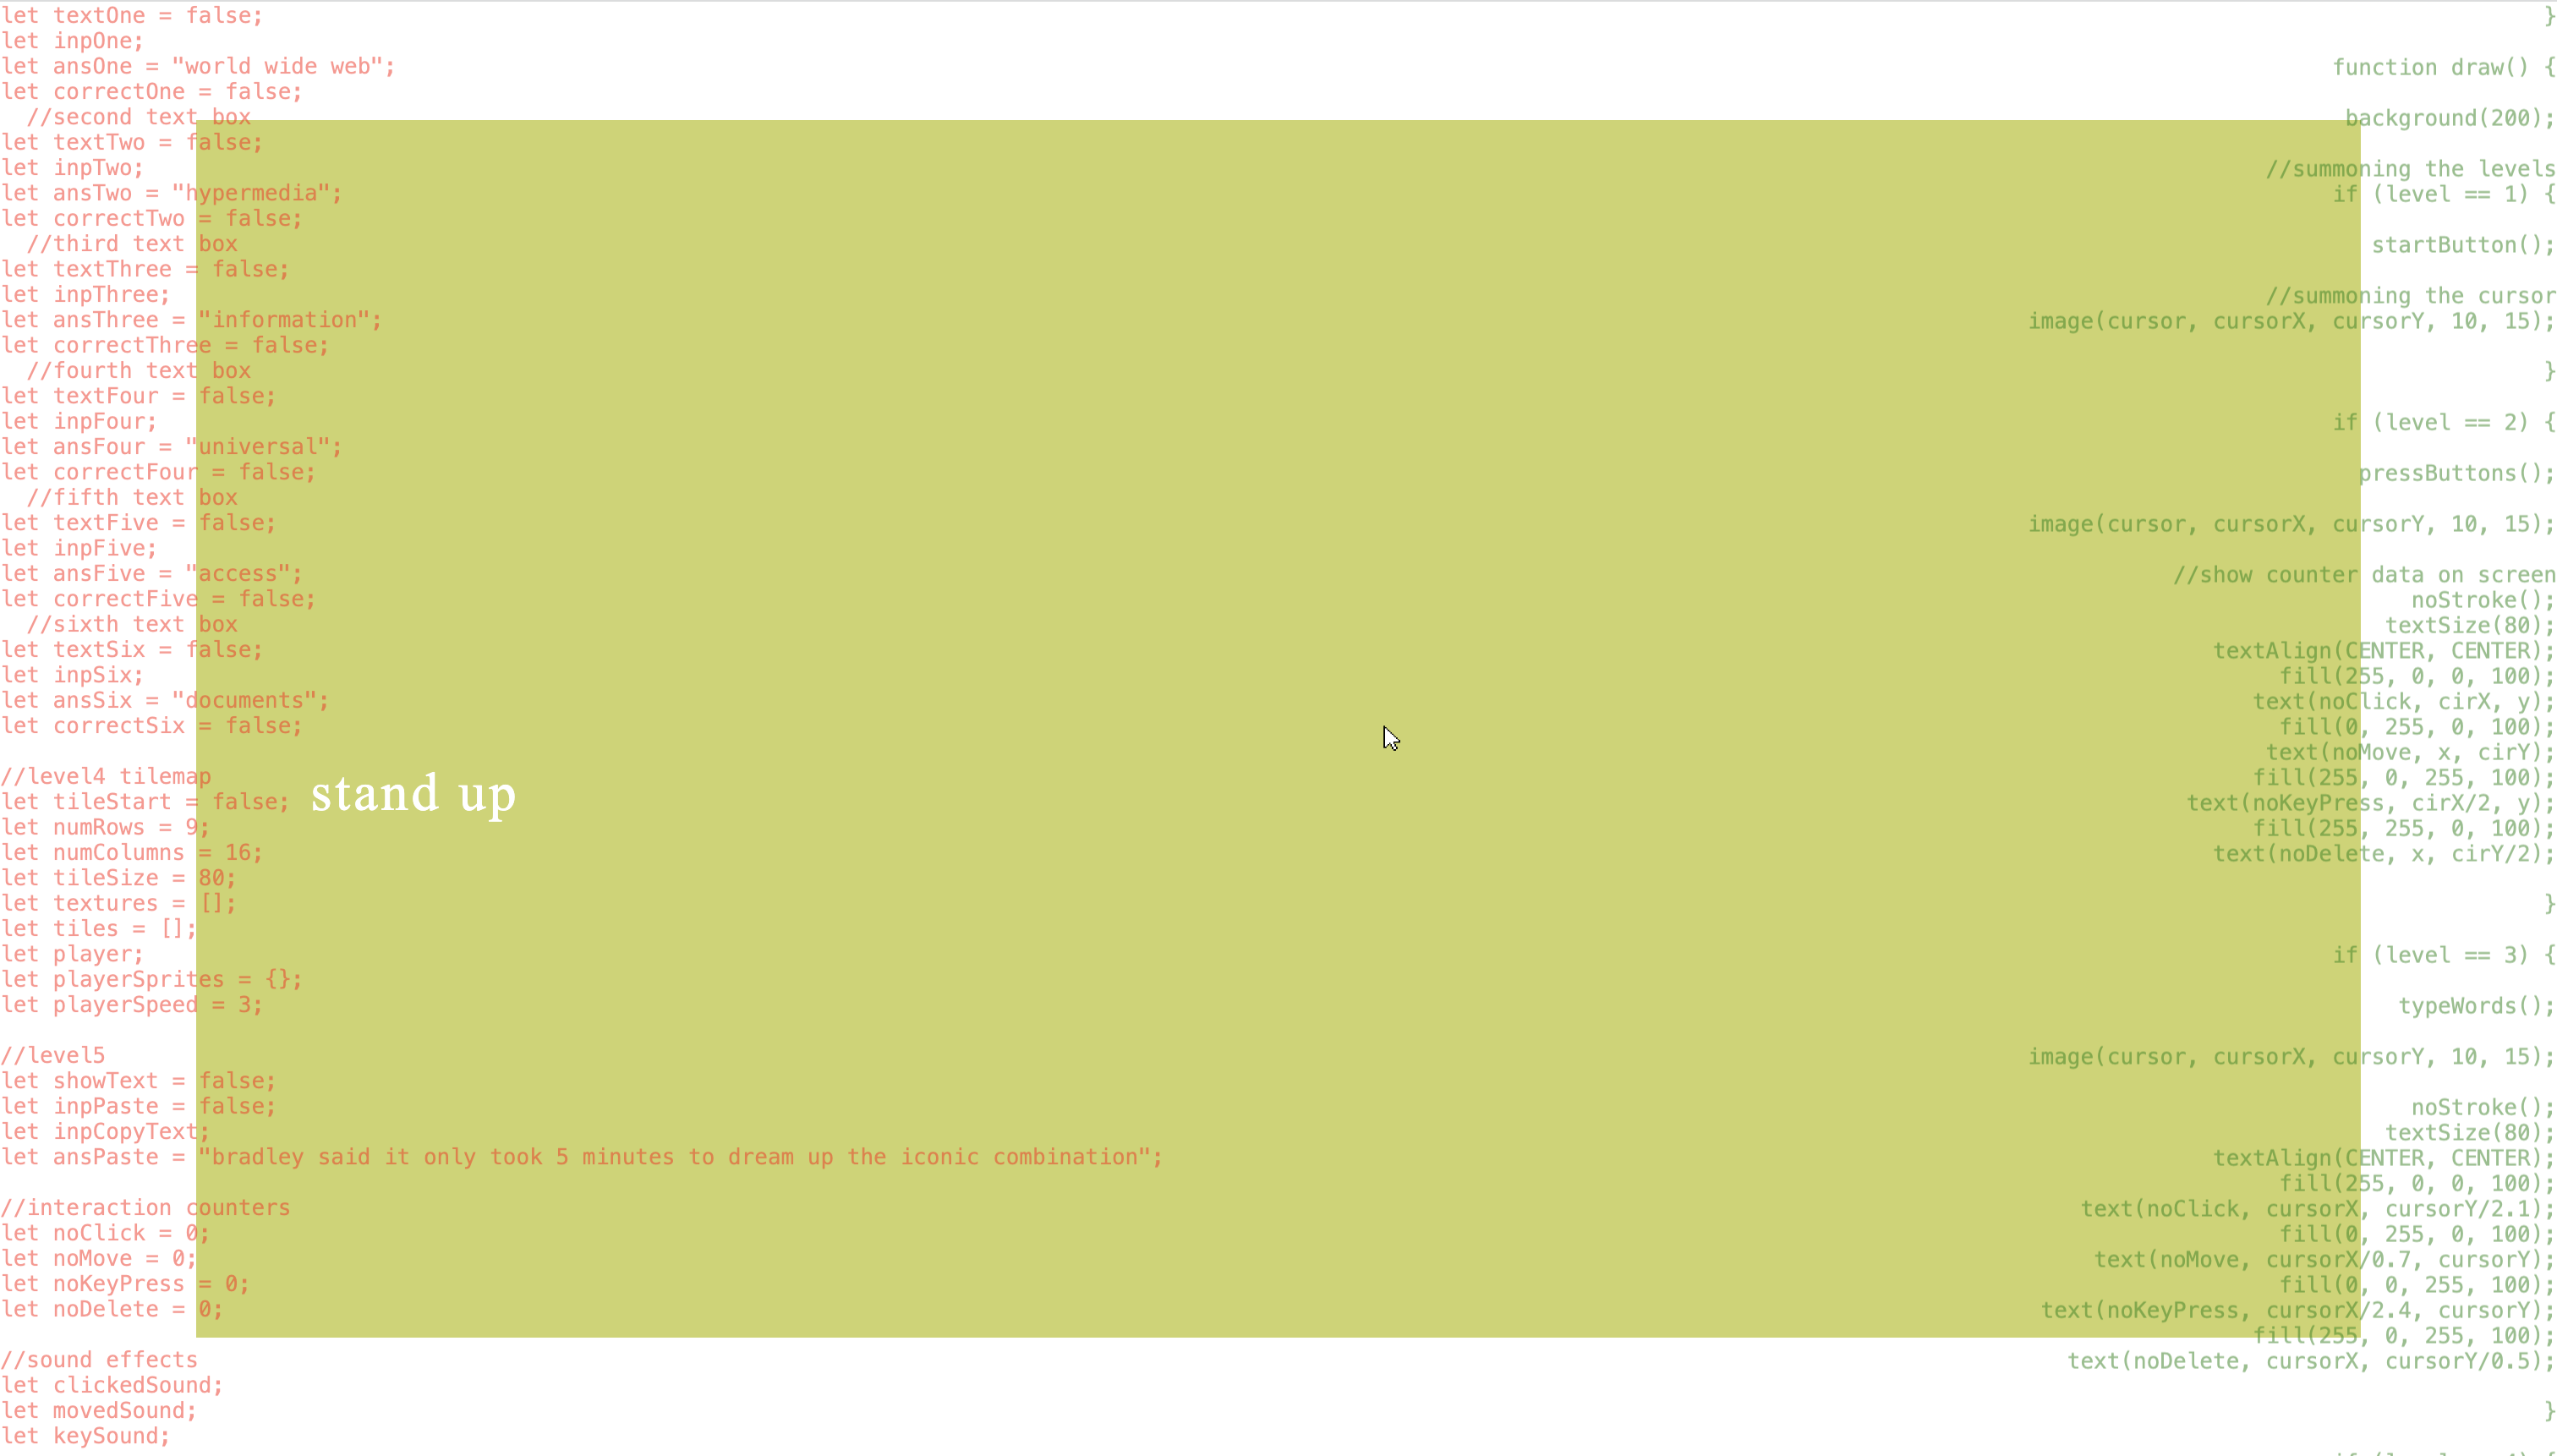 let textOne = false;
let inpOne;
let ansOne = "world wide web";
let correctOne = false;
//second text box
let textTwo = false;
let inpTwo;
let ansTwo = "hypermedia";
let correctTwo = false;
//third text box
let textThree = false;
let inpThree;
let ansThree = "information";
let correctThree = false;
//fourth text box
let textFour = false;
let inpFour;
let ansFour = "universal";
let correctFour = false;
//fifth text box
let textFive = false;
let inpFive;
let ansFive = "access";
let correctFive = false;
//sixth text box
let textSix = false;
let inpSix;
let ansSix = "documents";
let correctSix = false;
//level4 tilemap
let tileStart = false;
let numRows = 9;
let numColumns = 16;
let tileSize = 80;
let textures = [];
let tiles = [];
let player;
let playerSprites = {};
let playerSpeed = 3;
//level5
let showText = false;
let inpPaste = false;
let inpCopyText;
let ansPaste = "bradley said it only took 5 minutes to dream up the iconic combination";
//interaction counters
let noClick = 0;
let noMove = 0;
let noKeyPress = 0;
let noDelete = 0;
//sound effects
let clickedSound;
let movedSound;
let keySound;
stand up
}
function draw() {
background(200);
//summoning the levels
if (level == 1) {
startButton();
//summoning the cursor
image(cursor, cursorX, cursorY, 10, 15);
}
if (level == 2) {
pressButtons();
image(cursor, cursorX, cursorY, 10, 15);
//show counter data on screen
noStroke();
textSize(80);
textAlign(CENTER, CENTER);
fill(255, 0, 0, 100);
text(noClick, cirX, y);
fill(0, 255, 0, 100);
text(noMove, x, cirY);
fill(255, 0, 255, 100);
text(noKeyPress, cirX/2, y);
fill(255, 255, 0, 100);
text(noDelete, x, cirY/2);
}
if (level == 3) {
typeWords();
image(cursor, cursorX, cursorY, 10, 15);
noStroke();
textSize(80);
textAlign(CENTER, CENTER);
fill(255, 0, 0, 100);
text(noClick, cursorX, cursorY/2.1);
fill(0, 255, 0, 100);
text(noMove, cursorX/0.7, cursorY);
fill(0, 0, 255, 100);
text(noKeyPress, cursorX/2.4, cursorY);
fill(255, 0, 255, 100);
text(noDelete, cursorX, cursorY/0.5);
}